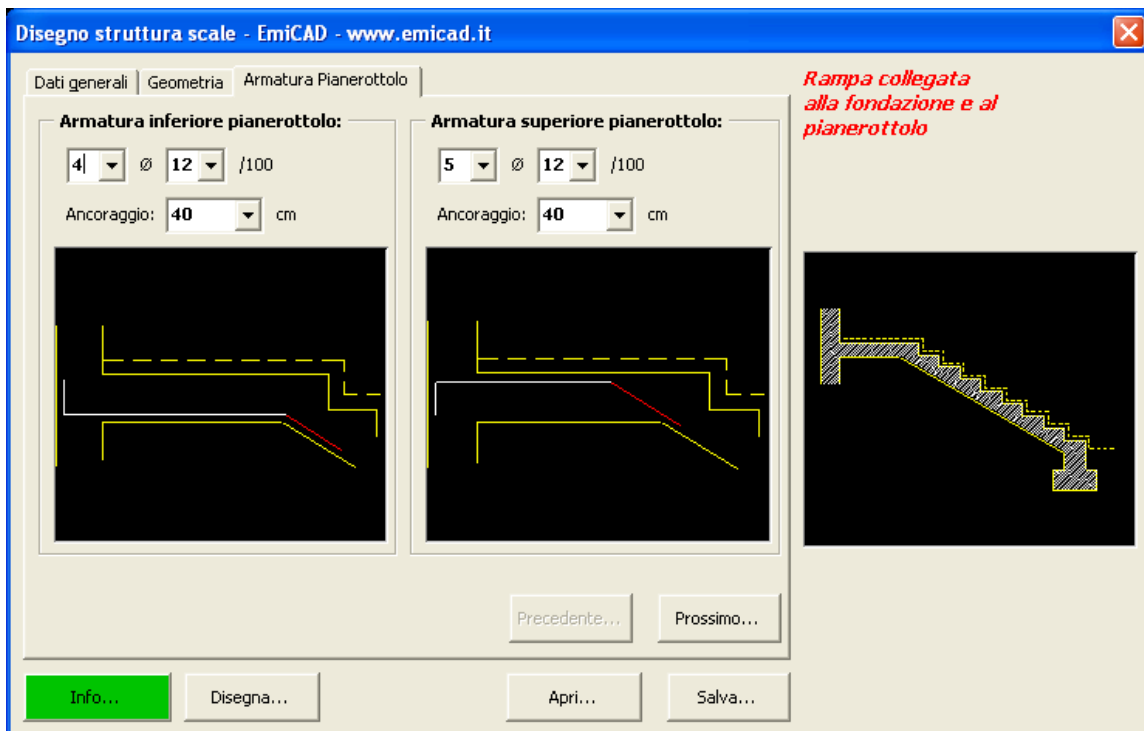 Disegno struttura scale - EmiCAD - www.emicad.it
Dati generali
Geometria
Armatura Pianerottolo
Armatura inferiore pianerottolo:
4 Ø 12 /100
Ancoraggio: 40 cm
Armatura superiore pianerottolo:
5 Ø 12 /100
Ancoraggio: 40 cm
Rampa collegata
alla fondazione e al
pianerottolo
Precedente...
Prossimo...
Info...
Disegna...
Apri...
Salva...